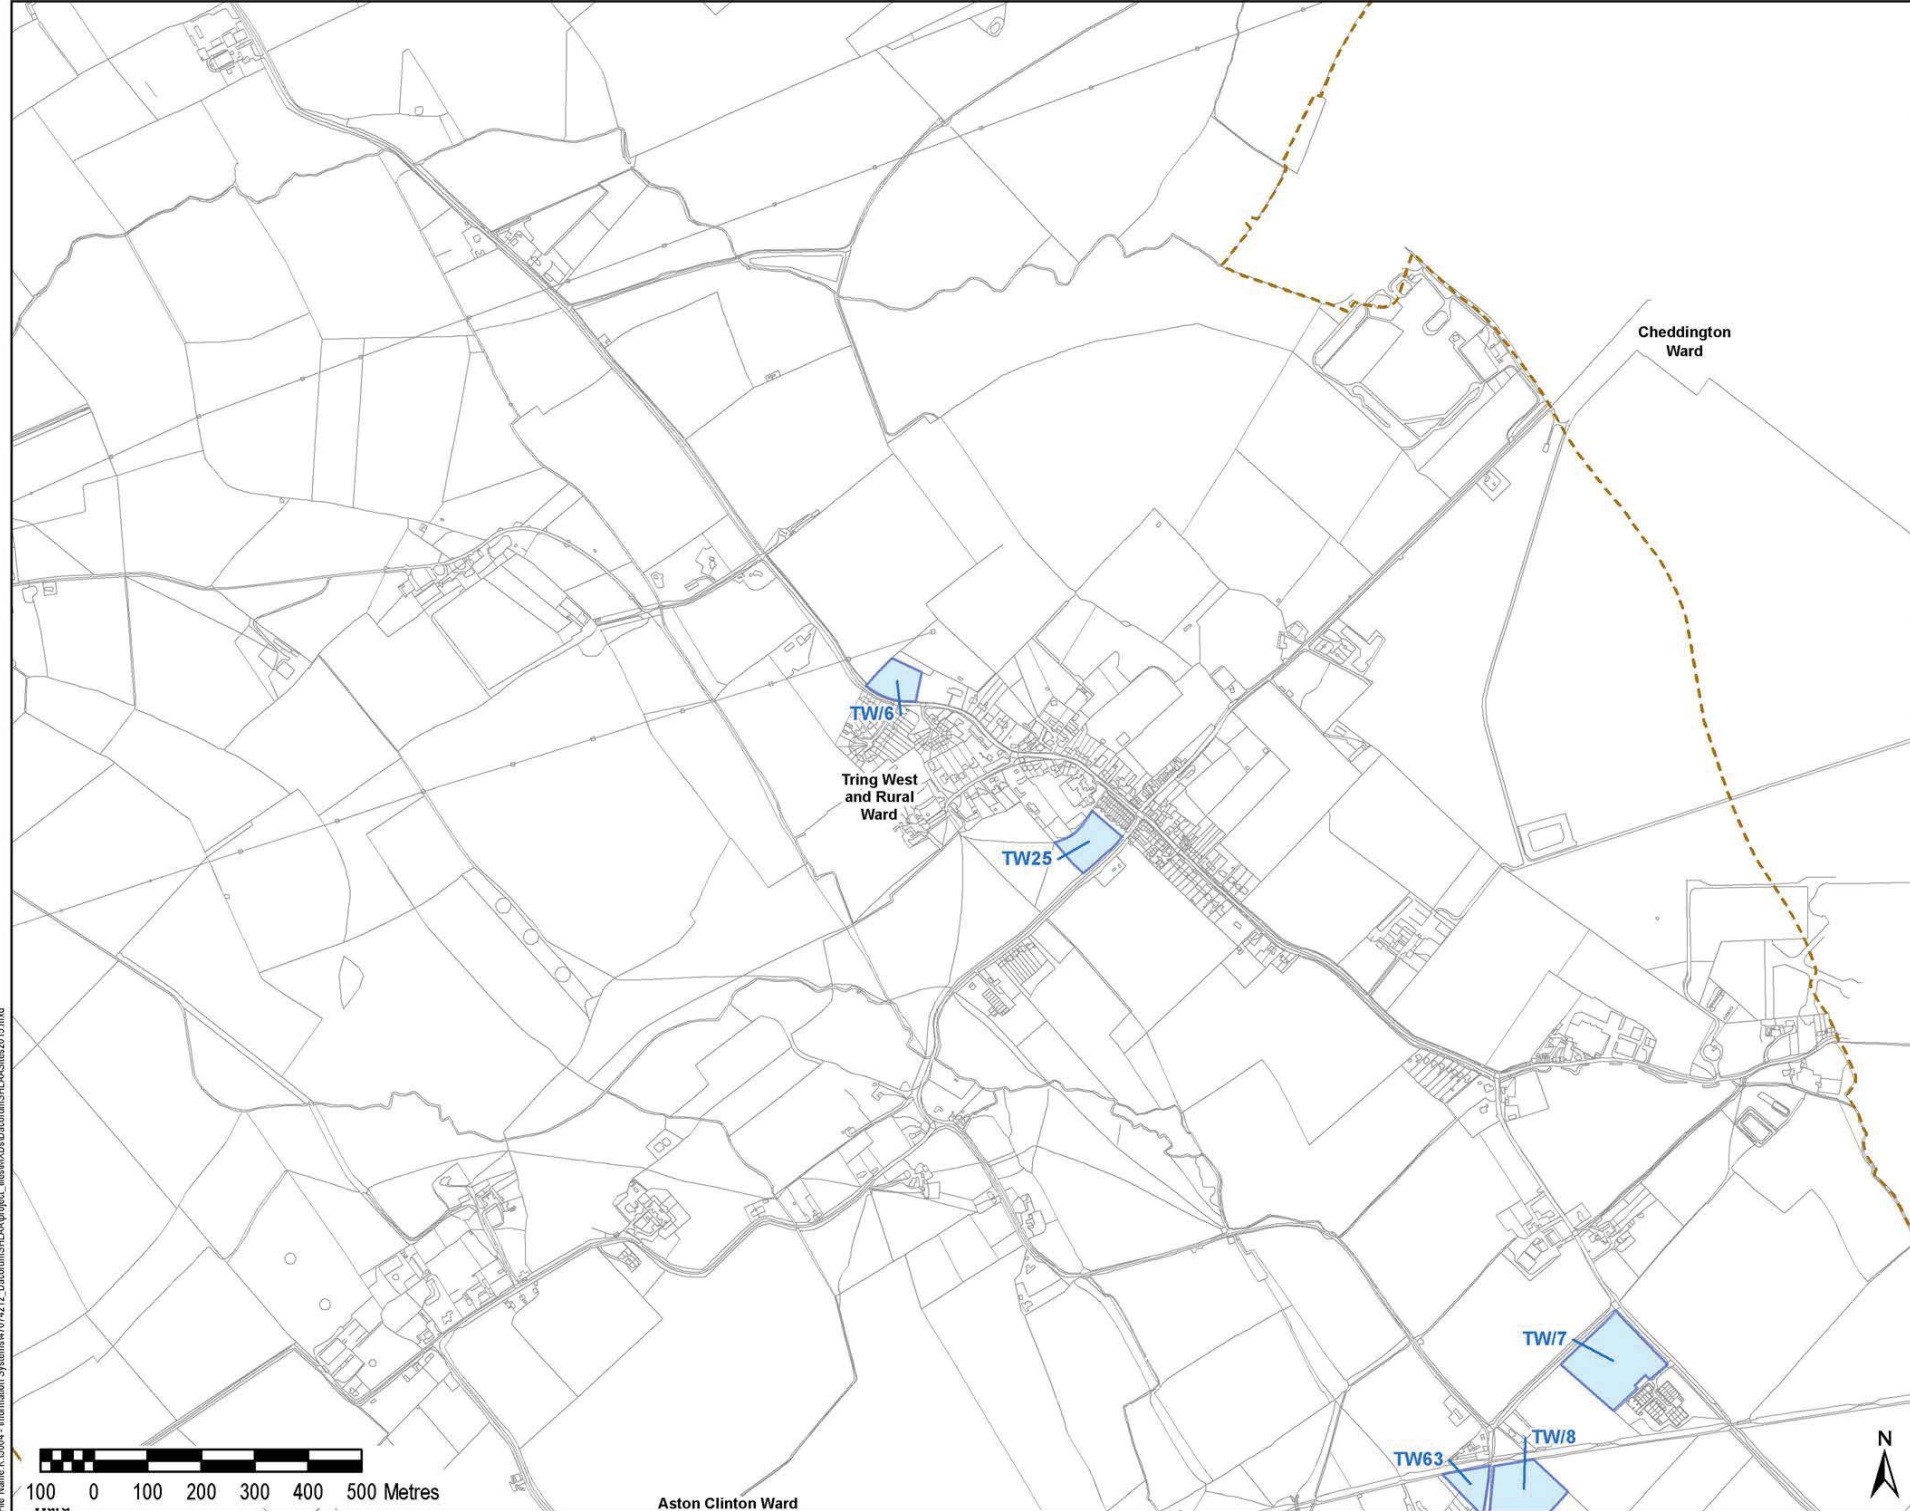 Cheddington
Ward
TW/6
Tring West
and Rural
Ward
TW25
TW/7
TW/8
TW63
N
100 0 100 200 300 400 500 Metres
Aston Clinton Ward